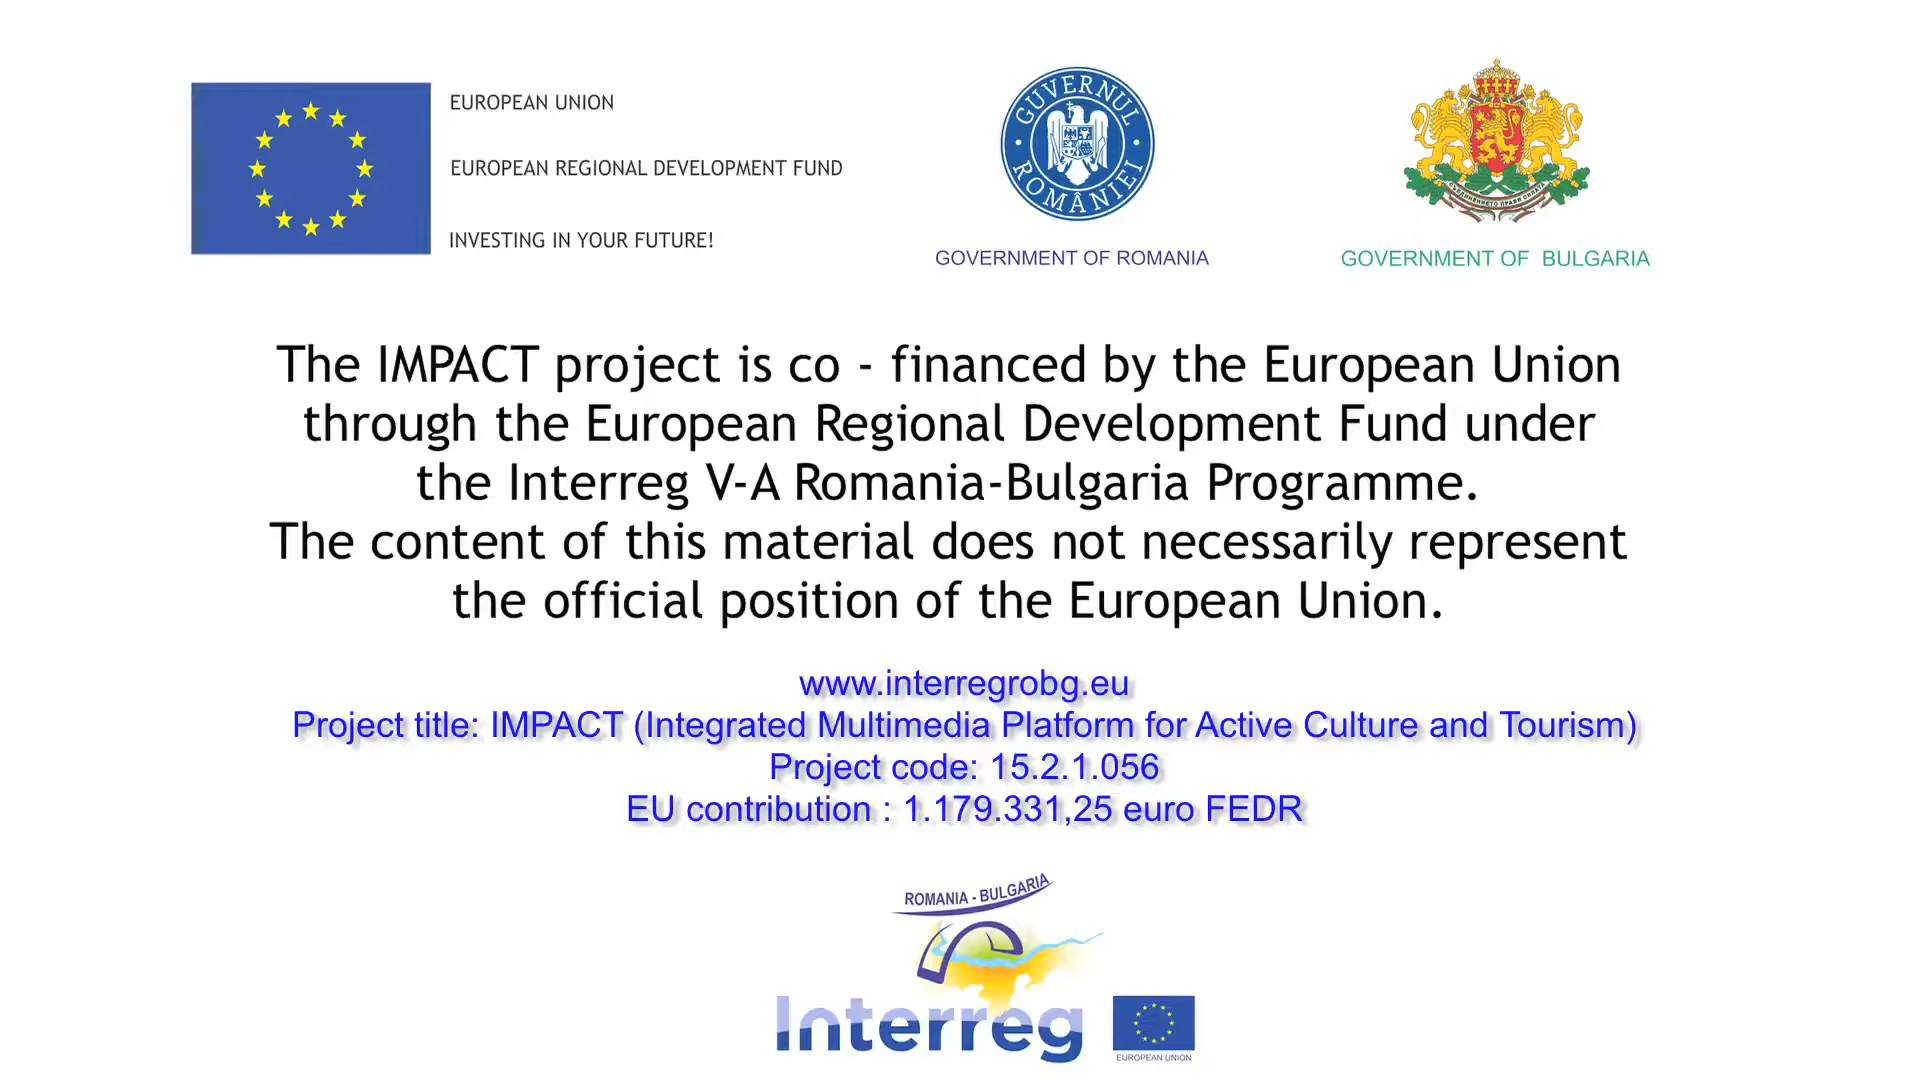 EUROPEAN UNION
EUROPEAN REGIONAL DEVELOPMENT FUND
INVESTING IN YOUR FUTURE!
GUVERNUL
ROMÂNIEI
GOVERNMENT OF ROMANIA
СЪЕДИНЕНИЕТО ПРАВИ СИЛАТА
GOVERNMENT OF BULGARIA
The IMPACT project is co - financed by the European Union
through the European Regional Development Fund under
the Interreg V-A Romania-Bulgaria Programme.
The content of this material does not necessarily represent
the official position of the European Union.
www.interregrobg.eu
Project title: IMPACT (Integrated Multimedia Platform for Active Culture and Tourism)
Project code: 15.2.1.056
EU contribution : 1.179.331,25 euro FEDR
ROMANIA - BULGARIA
Interreg
EUROPEAN UNION